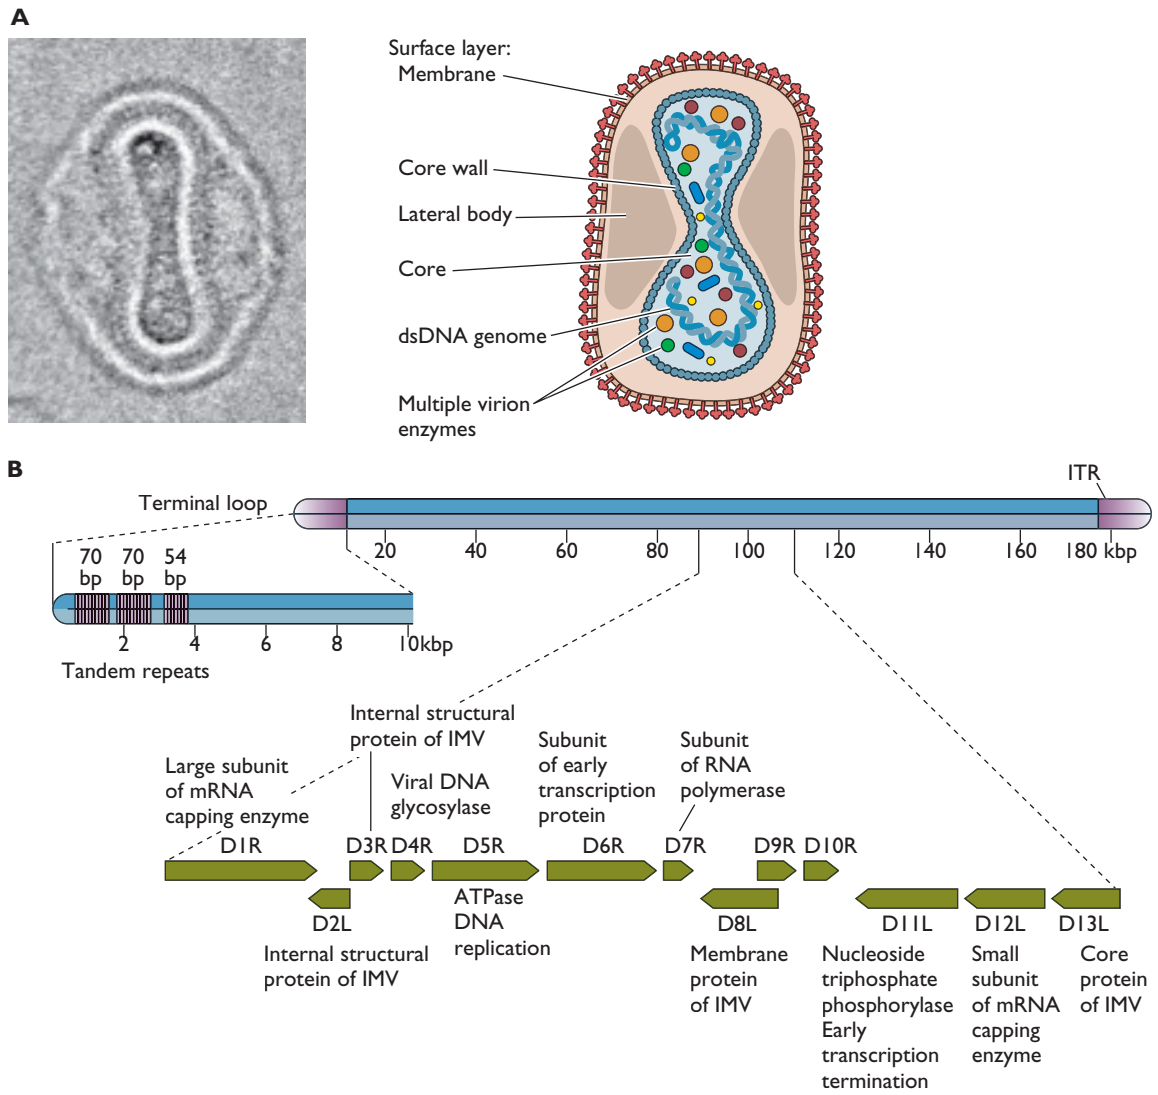 A
Surface layer:
Membrane
Core wall
Lateral body
Core
dsDNA genome
Multiple virion
enzymes
B
ITR
Terminal loop
20 40 60 80 100 120 140 160 180 kbp
70 70 54
bp bp bp
2 4 6 8 10kbp
Tandem repeats
Internal structural
protein of IMV
Large subunit
of mRNA
capping enzyme
Viral DNA
glycosylase
Subunit
of early
transcription
protein
Subunit
of RNA
polymerase
D1R D3R D4R D5R D6R D7R D9R D10R
ATPase
DNA
replication
D2L D8L D11L D12L D13L
Internal structural
protein of IMV
Membrane
protein
of IMV
Nucleoside
triphosphate
phosphorylase
Early
transcription
termination
Small
subunit
of mRNA
capping
enzyme
Core
protein
of IMV